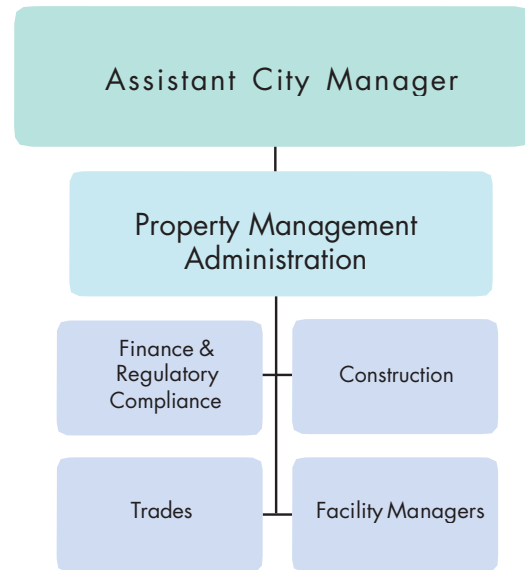 Assistant City Manager
Property Management
Administration
Finance &
Regulatory
Compliance
Construction
Trades
Facility Managers